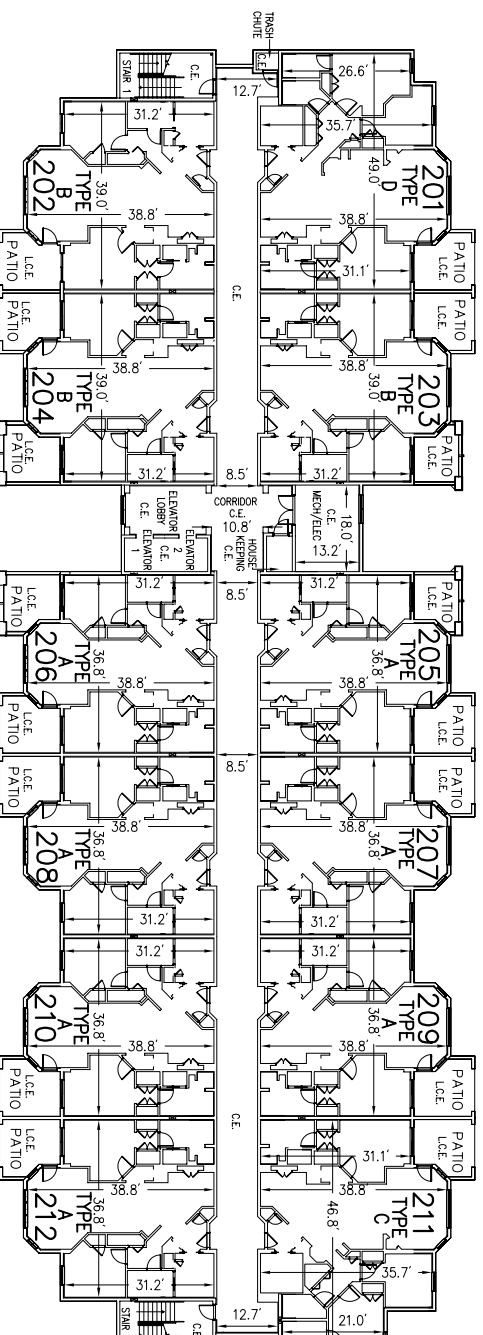 TRASH
CHUTE
C.E.
STAIR 1
C.E.
12.7'
26.6'
31.2'
35.7'
202
TYPE
B
39.0'
38.8'
201
TYPE
D
49.0'
38.8'
31.1'
PATIO
L.C.E.
PATIO
L.C.E.
C.E.
PATIO
L.C.E.
PATIO
L.C.E.
204
TYPE
B
39.0'
38.8'
203
TYPE
B
39.0'
38.8'
PATIO
L.C.E.
PATIO
L.C.E.
31.2'
8.5'
31.2'
ELEVATOR
LOBBY
C.E.
CORRIDOR
C.E.
10.8'
MECH/ELEC
C.E.
18.0'
13.2'
ELEVATOR
1
C.E.
ELEVATOR
2
HOUSE
KEEPING
C.E.
31.2'
8.5'
31.2'
PATIO
L.C.E.
PATIO
L.C.E.
206
TYPE
A
36.8'
38.8'
205
TYPE
A
36.8'
38.8'
PATIO
L.C.E.
PATIO
L.C.E.
8.5'
PATIO
L.C.E.
PATIO
L.C.E.
208
TYPE
A
36.8'
38.8'
207
TYPE
A
36.8'
38.8'
31.2'
31.2'
31.2'
31.2'
210
TYPE
A
36.8'
38.8'
209
TYPE
A
36.8'
38.8'
PATIO
L.C.E.
PATIO
L.C.E.
C.E.
PATIO
L.C.E.
PATIO
L.C.E.
31.1'
212
TYPE
A
36.8'
38.8'
211
TYPE
C
46.8'
38.8'
31.2'
35.7'
STAIR
C.E.
12.7'
21.0'